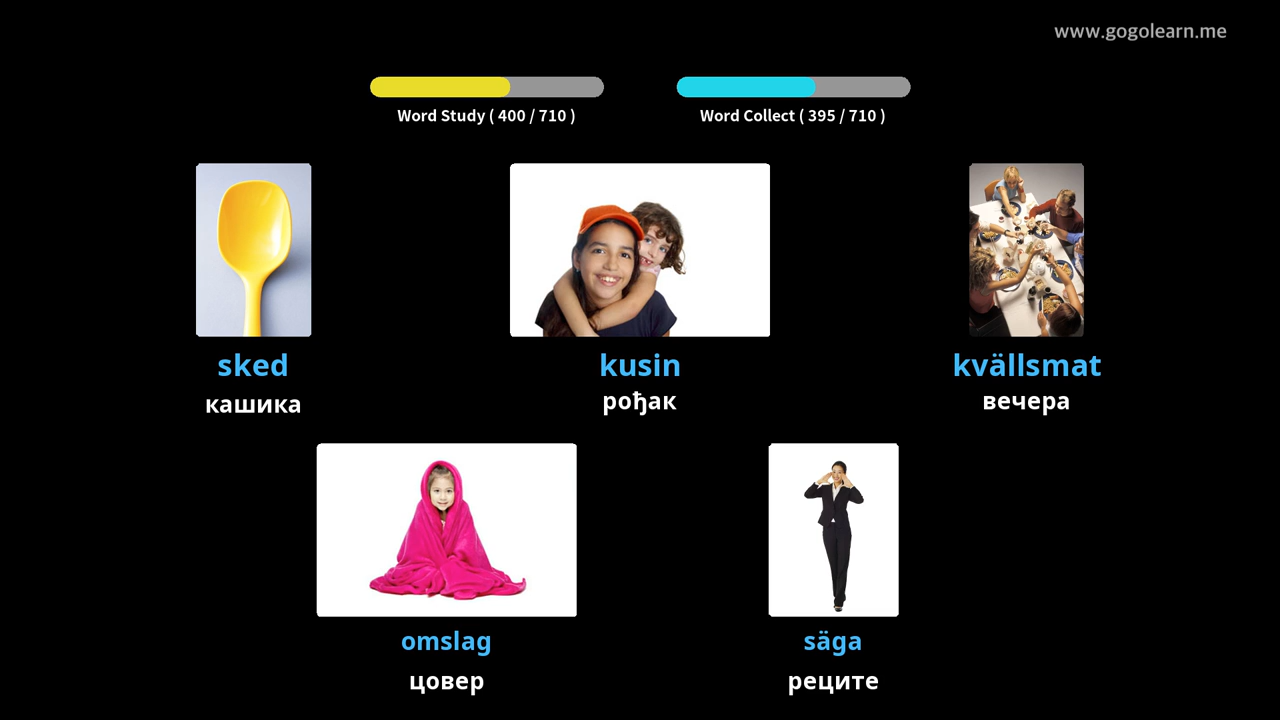 www.gogolearn.me
Word Study ( 400 / 710 )
Word Collect ( 395 / 710 )
sked
кашика
kusin
рођак
kvällsmat
вечера
omslag
цовер
säga
реците